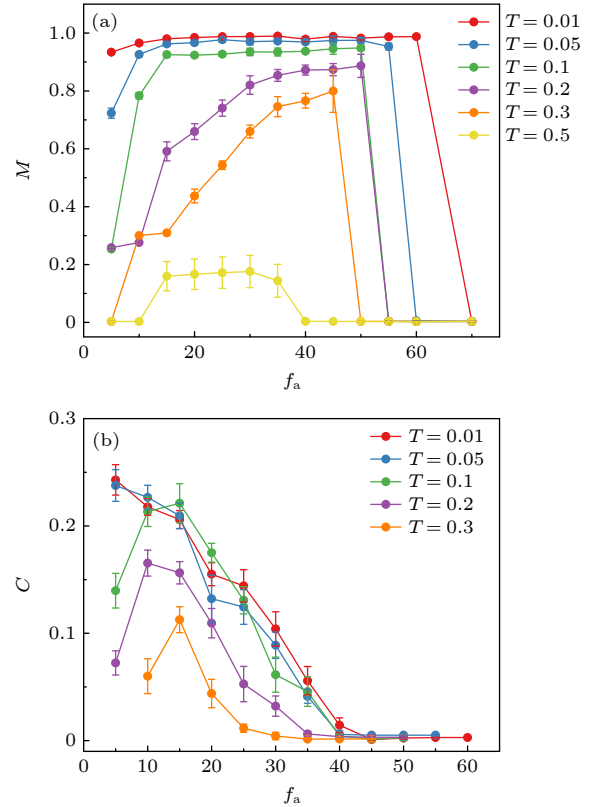 (a)
T = 0.01
T = 0.05
T = 0.1
T = 0.2
T = 0.3
T = 0.5
1.0
0.8
0.6
0.4
0.2
0
M
0 20 40 60
fa
(b)
T = 0.01
T = 0.05
T = 0.1
T = 0.2
T = 0.3
0.3
0.2
0.1
0
C
0 10 20 30 40 50 60
fa